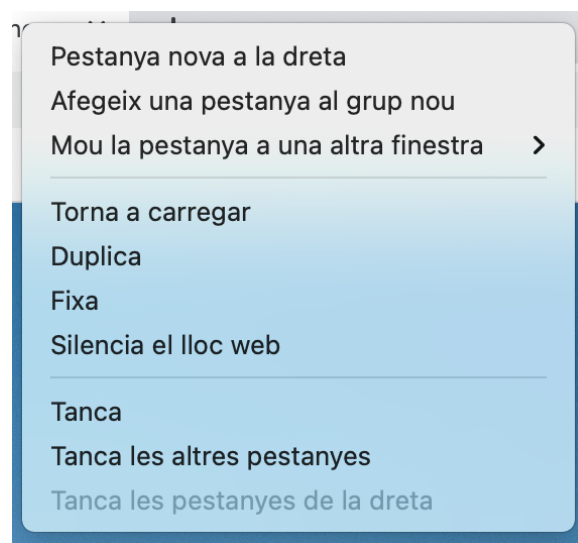 Pestanya nova a la dreta
Afegeix una pestanya al grup nou
Mou la pestanya a una altra finestra
Torna a carregar
Duplica
Fixa
Silencia el lloc web
Tanca
Tanca les altres pestanyes
Tanca les pestanyes de la dreta